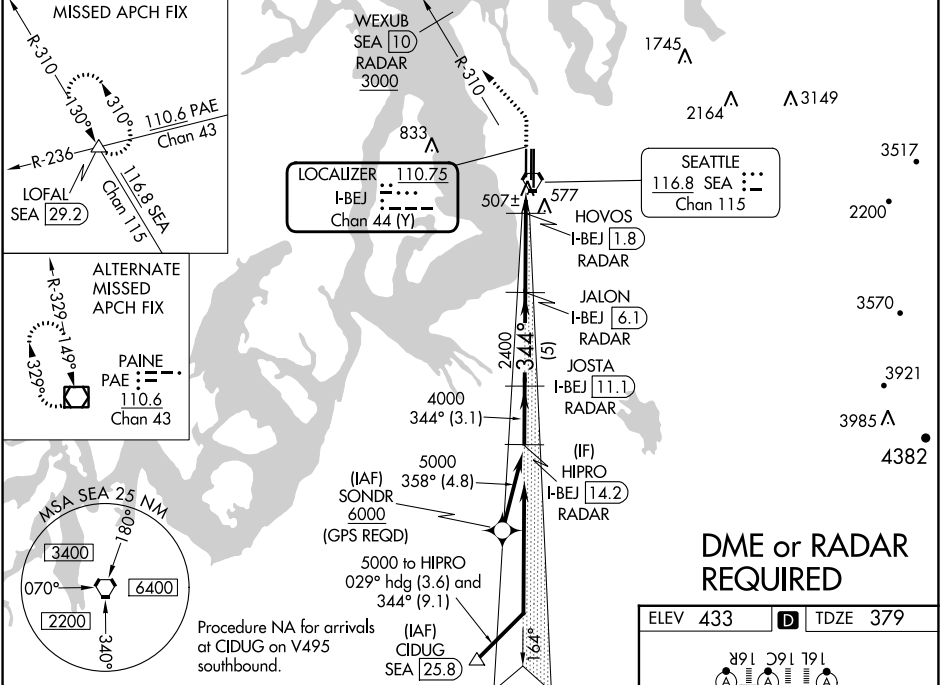 MISSED APCH FIX
R-310
130°
310°
110.6 PAE
Chan 43
R-236
116.8 SEA
Chan 115
LOFAL
SEA 29.2
ALTERNATE
MISSED
APCH FIX
R-329
149°
329°
PAINE
PAE
110.6
Chan 43
MSA SEA 25 NM
180°
3400
070°
6400
2200
340°
Procedure NA for arrivals
at CIDUG on V495
southbound.
WEXUB
SEA 10
RADAR
3000
R-310
833
LOCALIZER 110.75
I-BEJ
Chan 44 (Y)
507±
577
SEATTLE
116.8 SEA
Chan 115
1745
2164
3149
3517
2200
3570
3921
3985
4382
HOVOS
I-BEJ 1.8
RADAR
JALON
I-BEJ 6.1
RADAR
2400
344°
(5)
JOSTA
I-BEJ 11.1
RADAR
4000
344° (3.1)
(IF)
HIPRO
I-BEJ 14.2
RADAR
5000
358° (4.8)
(IAF)
SONDR
6000
(GPS REQD)
5000 to HIPRO
029° hdg (3.6) and
344° (9.1)
(IAF)
CIDUG
SEA 25.8
164°
DME or RADAR
REQUIRED
ELEV 433 D TDZE 379
16R 16C 16L
A A A